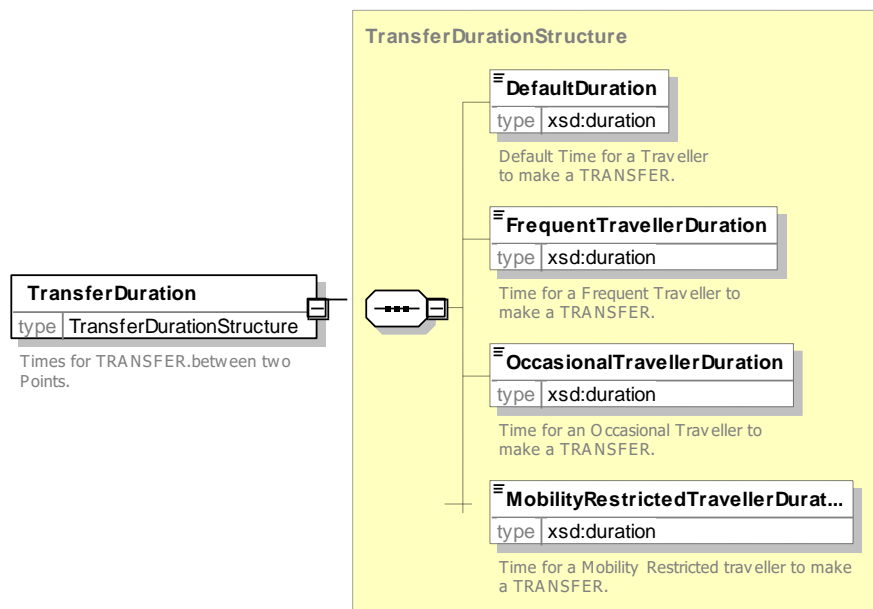 TransferDurationStructure
DefaultDuration
type xsd:duration
Default Time for a Traveller
to make a TRANSFER.
FrequentTravellerDuration
type xsd:duration
Time for a Frequent Traveller to
make a TRANSFER.
TransferDuration
type TransferDurationStructure
Times for TRANSFER.between two
Points.
OccasionalTravellerDuration
type xsd:duration
Time for an Occasional Traveller to
make a TRANSFER.
MobilityRestrictedTravellerDurat...
type xsd:duration
Time for a Mobility Restricted traveller to make
a TRANSFER.